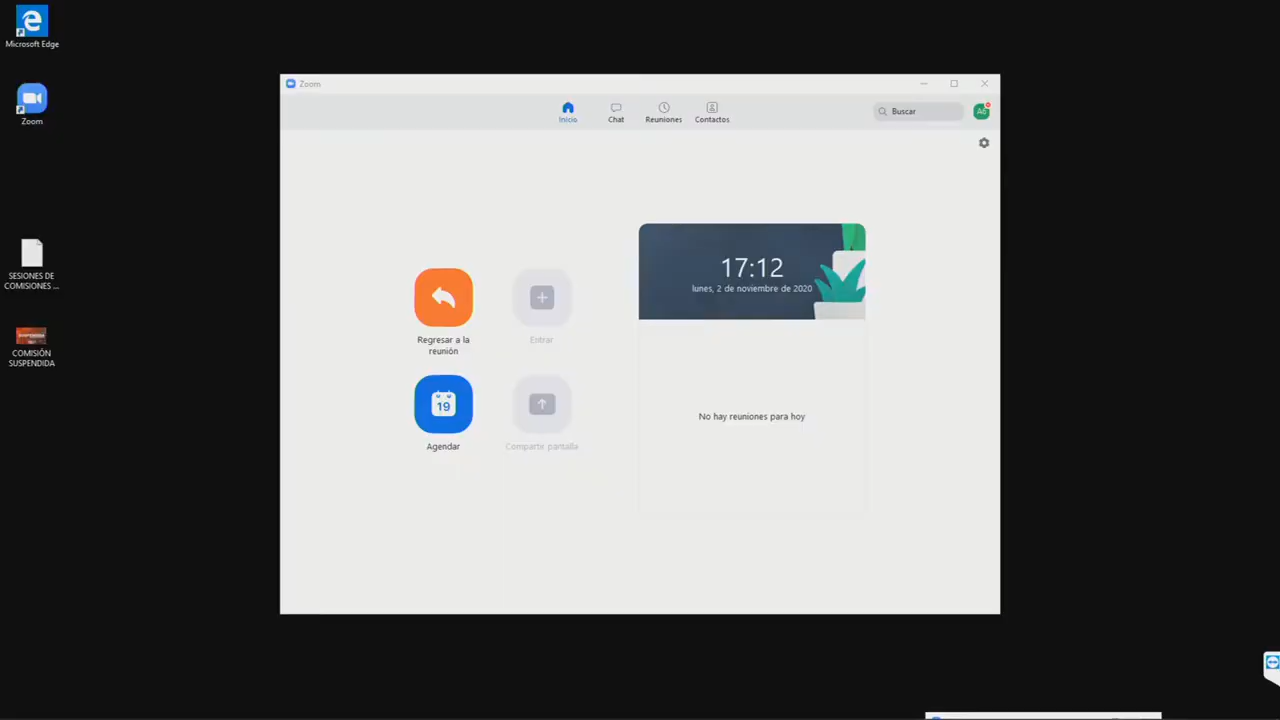 Microsoft Edge
Zoom
SESIONES DE
COMISIONES ...
COMISIÓN
SUSPENDIDA
Zoom
Inicio
Chat
Reuniones
Contactos
Buscar
AG
17:12
lunes, 2 de noviembre de 2020
Regresar a la
reunión
Entrar
19
Agendar
Compartir pantalla
No hay reuniones para hoy